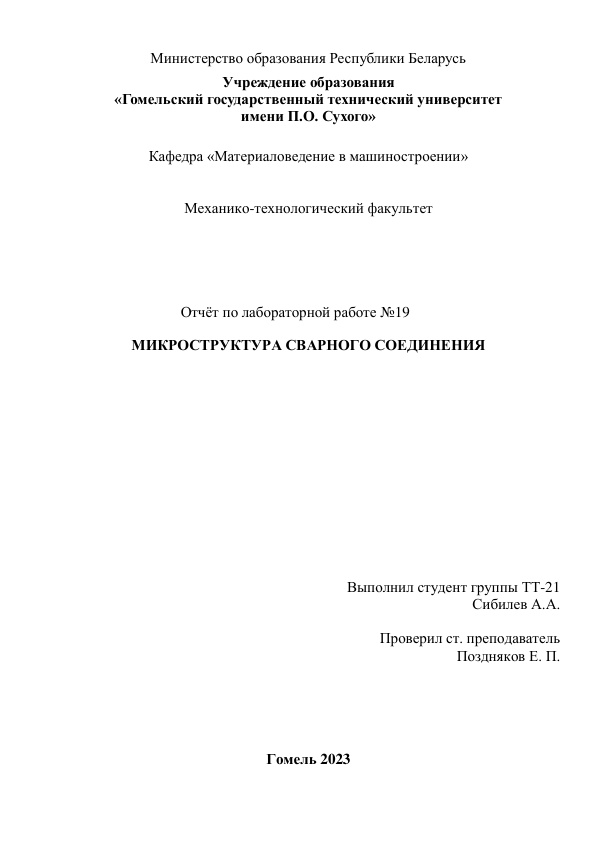 Министерство образования Республики Беларусь
Учреждение образования
«Гомельский государственный технический университет
имени П.О. Сухого»
Кафедра «Материаловедение в машиностроении»
Механико-технологический факультет
Отчёт по лабораторной работе №19
МИКРОСТРУКТУРА СВАРНОГО СОЕДИНЕНИЯ
Выполнил студент группы ТТ-21
Сибилев А.А.
Проверил ст. преподаватель
Поздняков Е. П.
Гомель 2023